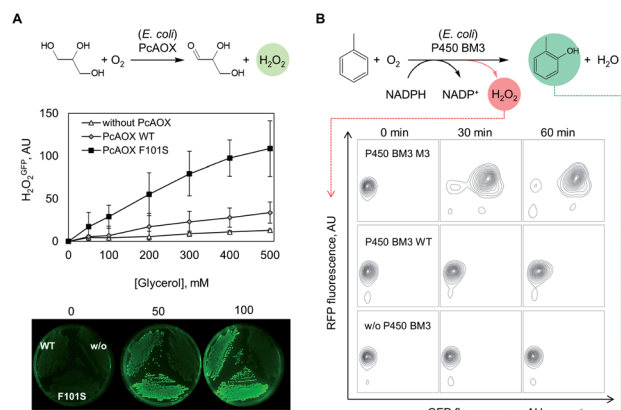 A
(E. coli)
PcAOX
OH
HO
OH
+ O₂
O
HO
OH
+ H₂O₂
H₂O₂ᴳᶠᴾ, AU
150
100
50
0
without PcAOX
PcAOX WT
PcAOX F101S
0 100 200 300 400 500
[Glycerol], mM
0 50 100
WT
w/o
F101S
B
(E. coli)
P450 BM3
+ O₂
NADPH
NADP⁺
H₂O₂
OH
+ H₂O
0 min 30 min 60 min
RFP fluorescence, AU
P450 BM3 M3
P450 BM3 WT
w/o P450 BM3